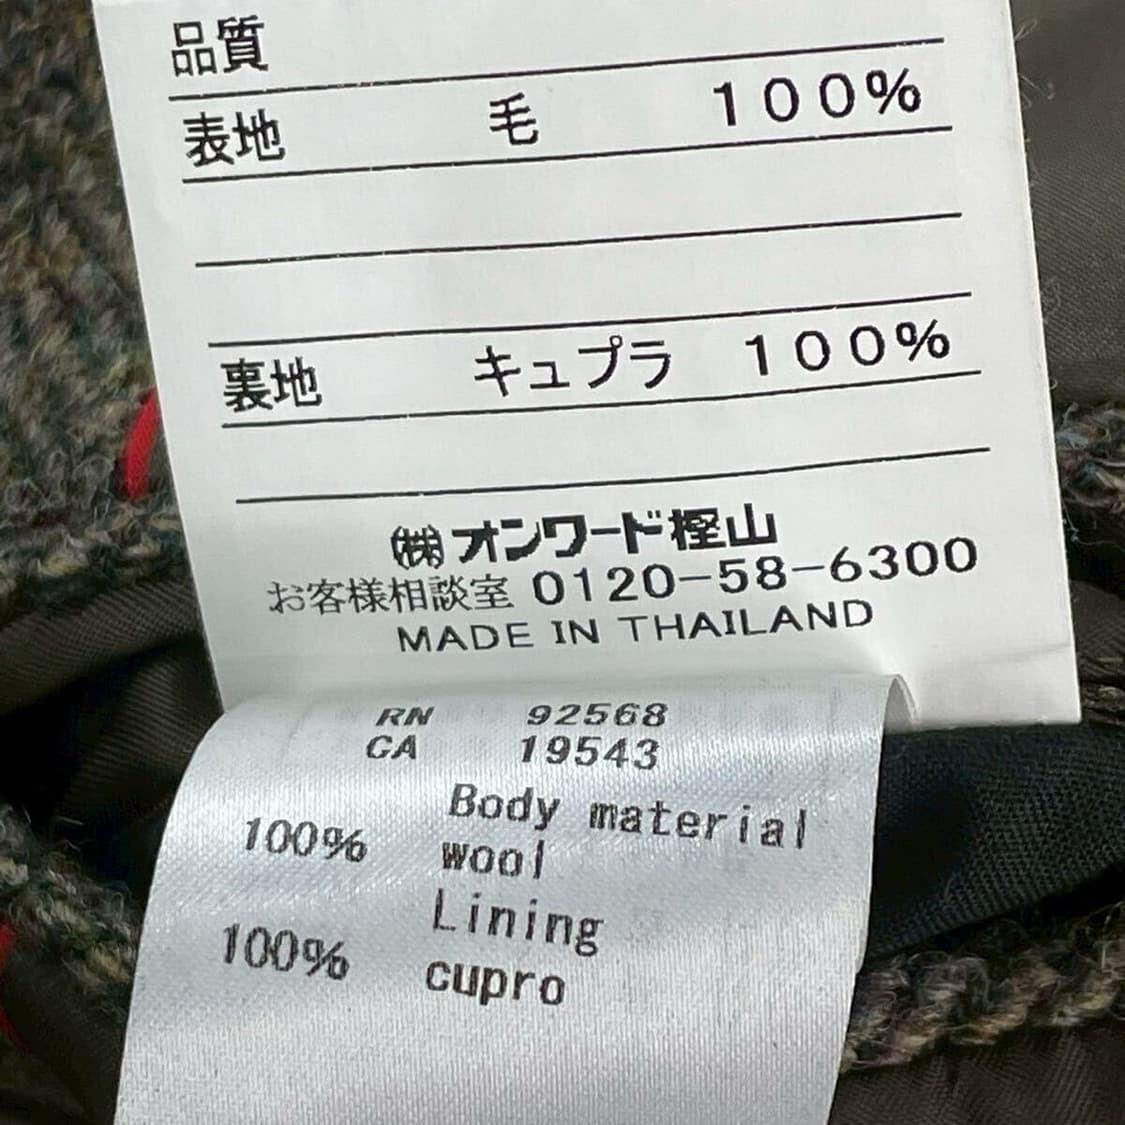 品質
表地 毛 100%
裏地 キュプラ 100%
㈱オンワード樫山
お客様相談室 0120-58-6300
MADE IN THAILAND
RN 92568
CA 19543
Body material
100% wool
Lining
100% cupro